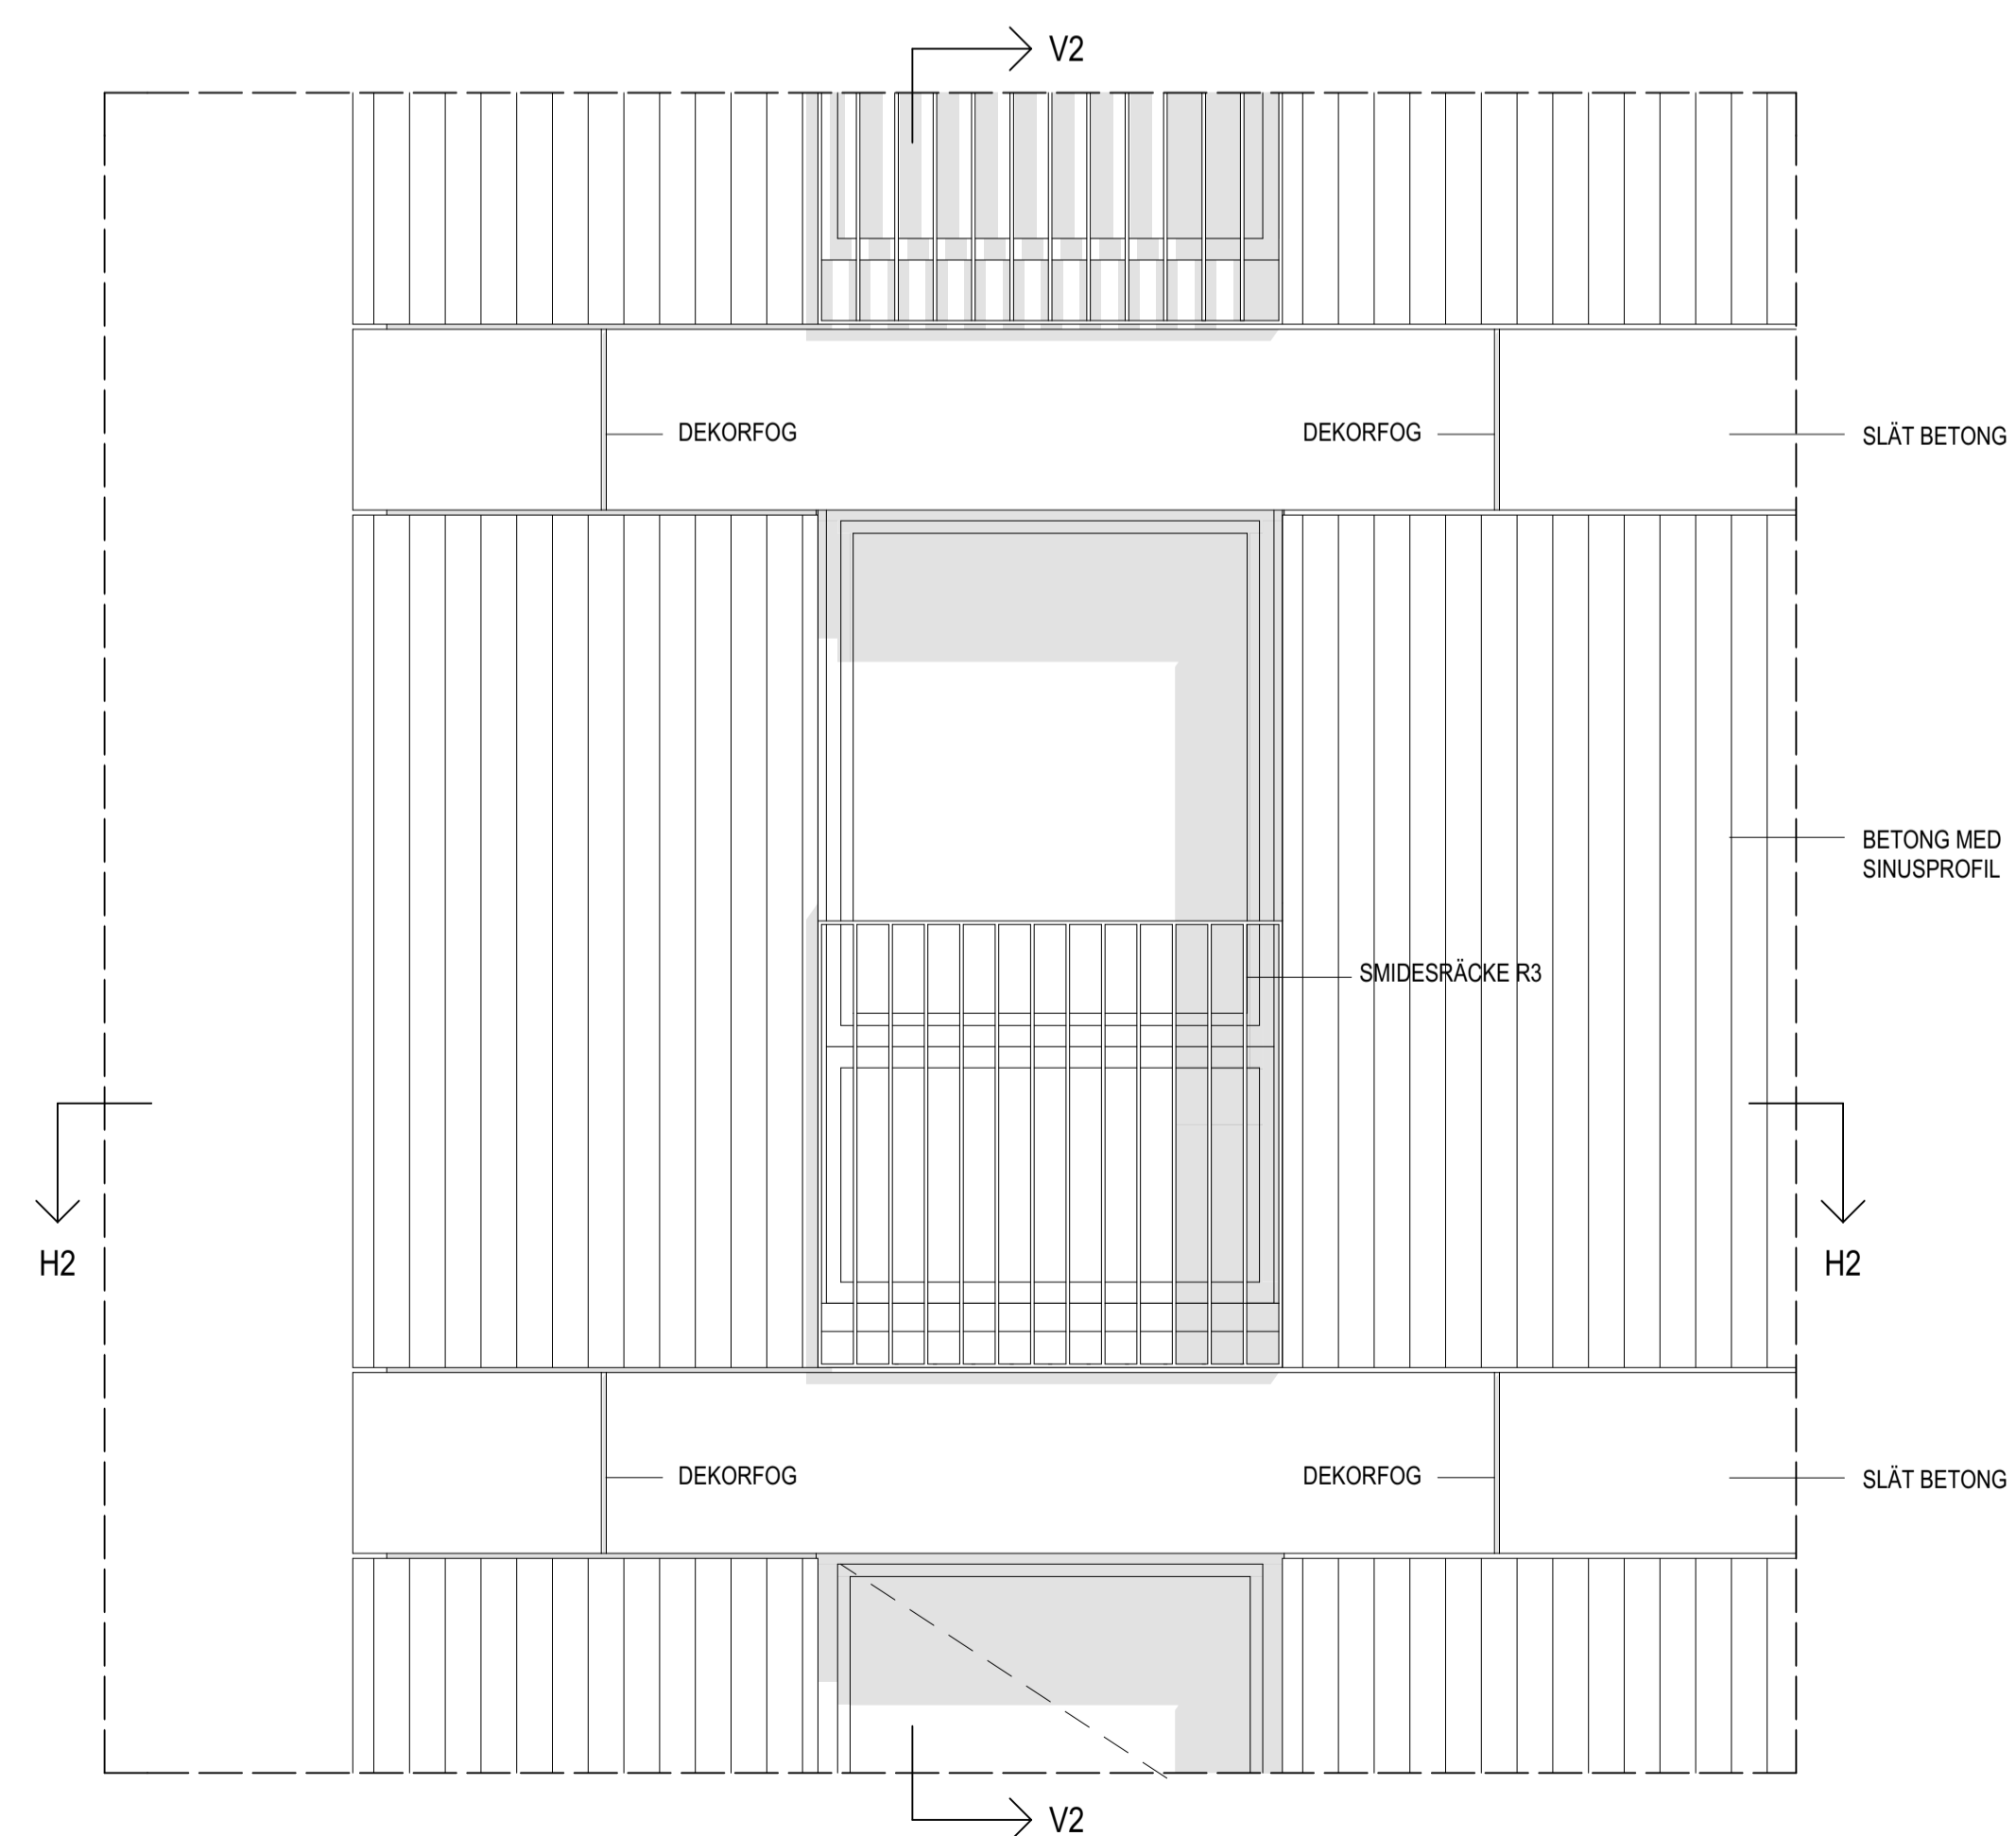 V2
DEKORFOG
DEKORFOG
SLÄT BETONG
BETONG MED
SINUSPROFIL
SMIDESRÄCKE R3
H2
H2
DEKORFOG
DEKORFOG
SLÄT BETONG
V2